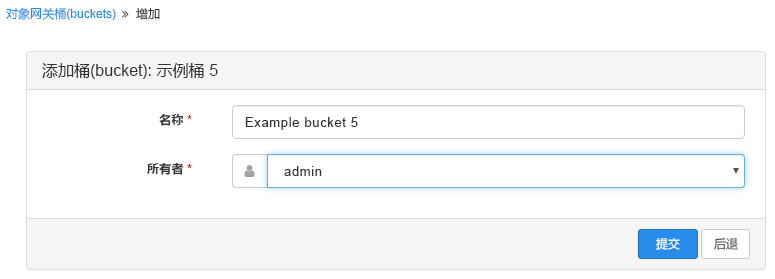 对象网关桶(buckets) » 增加
添加桶(bucket): 示例桶 5
名称 * Example bucket 5
所有者 * admin
提交 后退